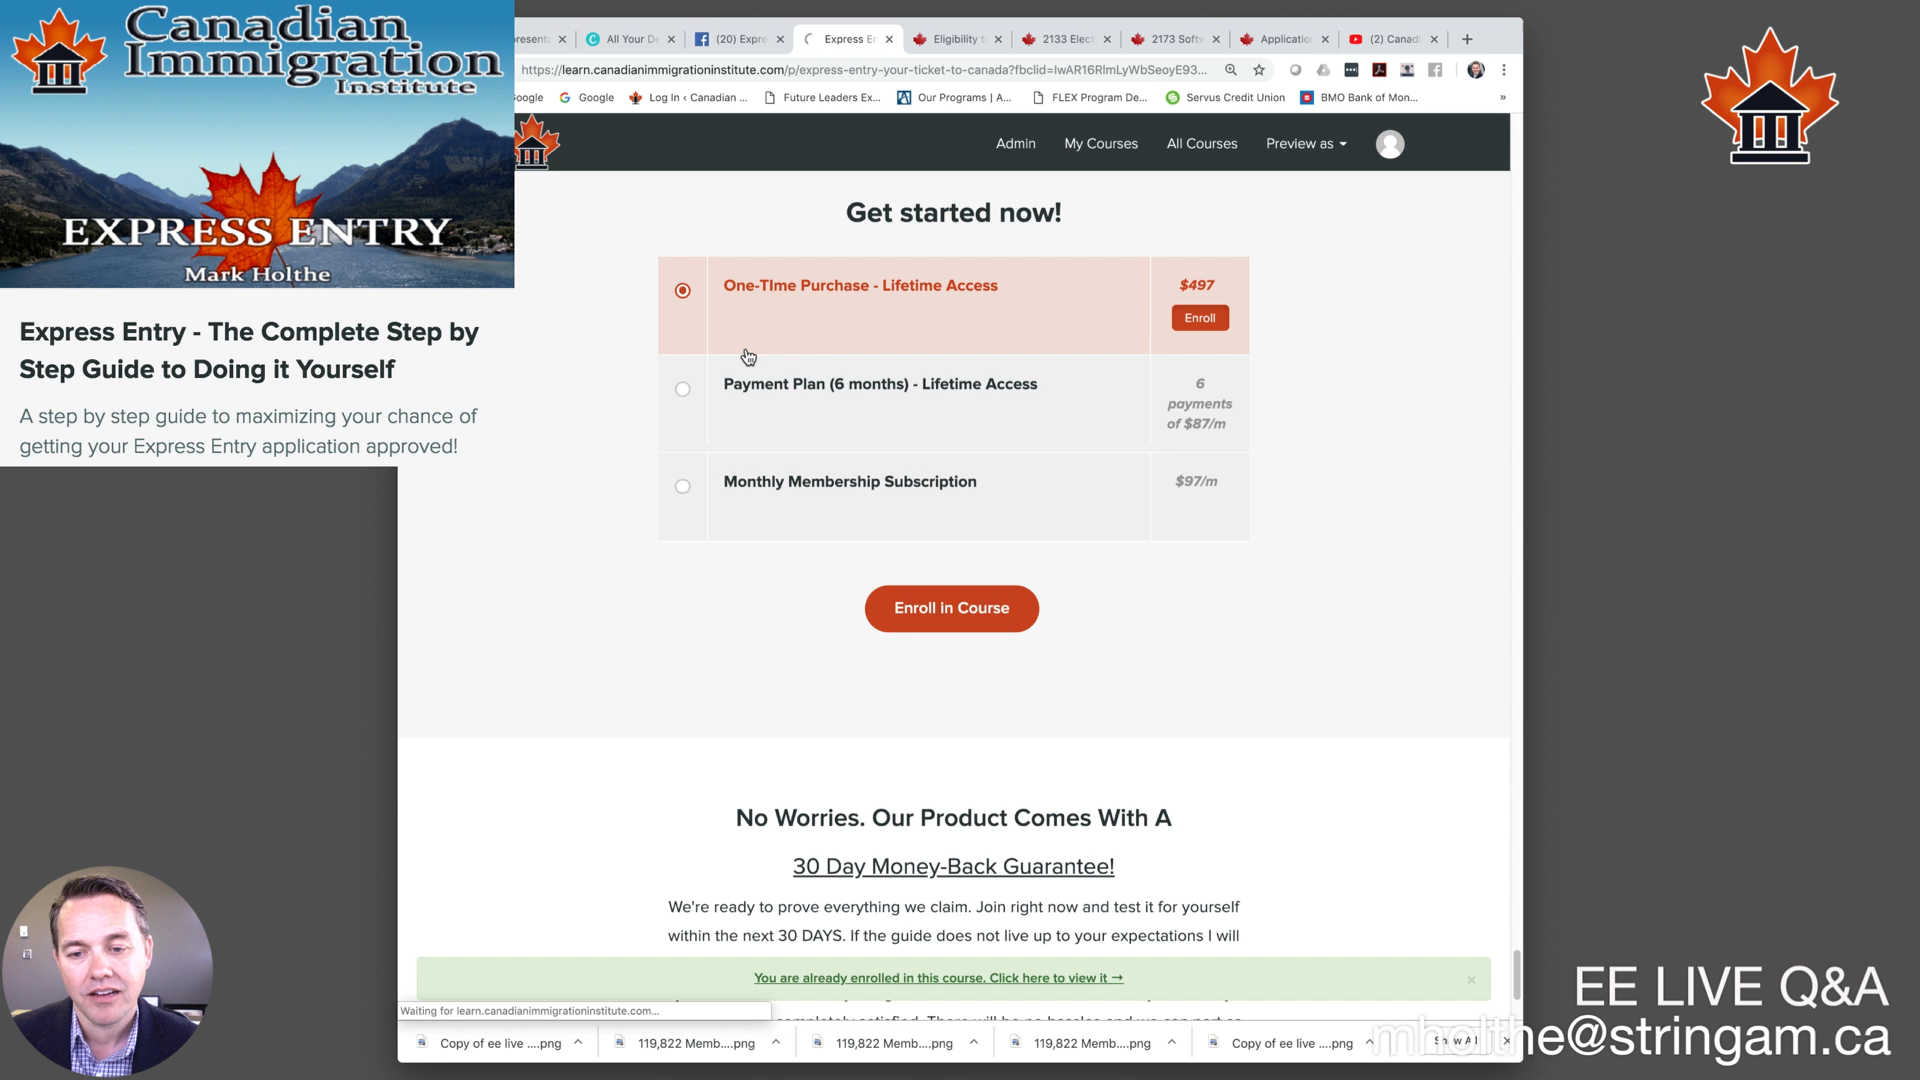 Canadian
Immigration
Institute
EXPRESS ENTRY
Mark Holthe
Express Entry - The Complete Step by
Step Guide to Doing it Yourself
A step by step guide to maximizing your chance of
getting your Express Entry application approved!
All Your De
(20) Expre
Express En
Eligibility t
2133 Elect
2173 Softw
Applicatio
(2) Canadi
https://learn.canadianimmigrationinstitute.com/p/express-entry-your-ticket-to-canada?fbclid=IwAR16RlmLyWbSeoyE93...
Google
Log In ‹ Canadian ...
Future Leaders Ex...
Our Programs | A...
FLEX Program De...
Servus Credit Union
BMO Bank of Mon...
»
Admin
My Courses
All Courses
Preview as
Get started now!
One-TIme Purchase - Lifetime Access
$497
Enroll
Payment Plan (6 months) - Lifetime Access
6
payments
of $87/m
Monthly Membership Subscription
$97/m
Enroll in Course
No Worries. Our Product Comes With A
30 Day Money-Back Guarantee!
We're ready to prove everything we claim. Join right now and test it for yourself
within the next 30 DAYS. If the guide does not live up to your expectations I will
You are already enrolled in this course. Click here to view it →
Waiting for learn.canadianimmigrationinstitute.com...
Copy of ee live ....png
119,822 Memb....png
119,822 Memb....png
119,822 Memb....png
Copy of ee live ....png
EE LIVE Q&A
mholthe@stringam.ca